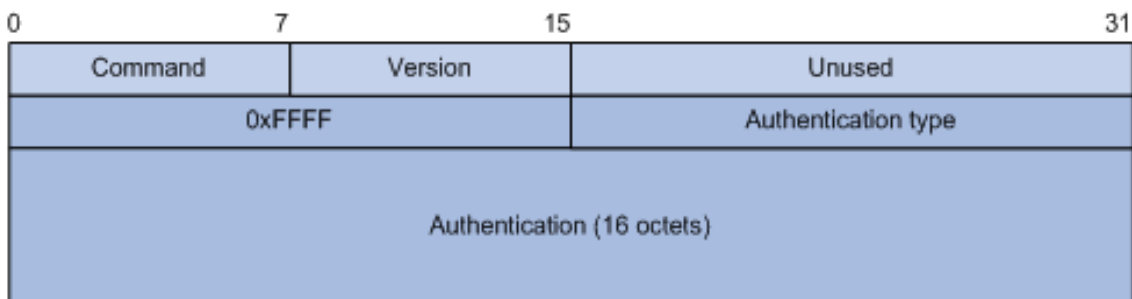 0 7 15 31
Command Version Unused
0xFFFF Authentication type
Authentication (16 octets)